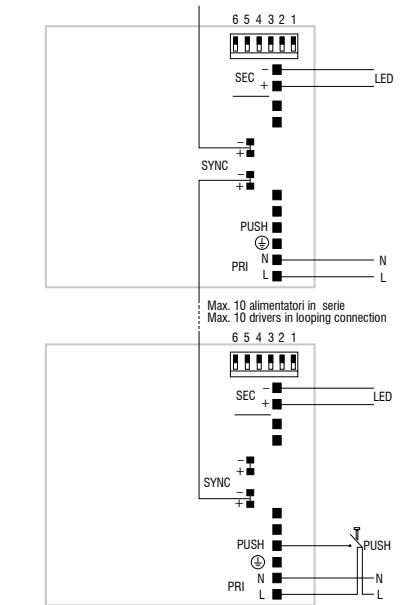 6 5 4 3 2 1
SEC
-
+
LED
-
+
SYNC
-
+
PUSH
N
N
PRI
L
L
Max. 10 alimentatori in serie
Max. 10 drivers in looping connection
6 5 4 3 2 1
SEC
-
+
LED
-
+
SYNC
-
+
PUSH
PUSH
N
N
PRI
L
L